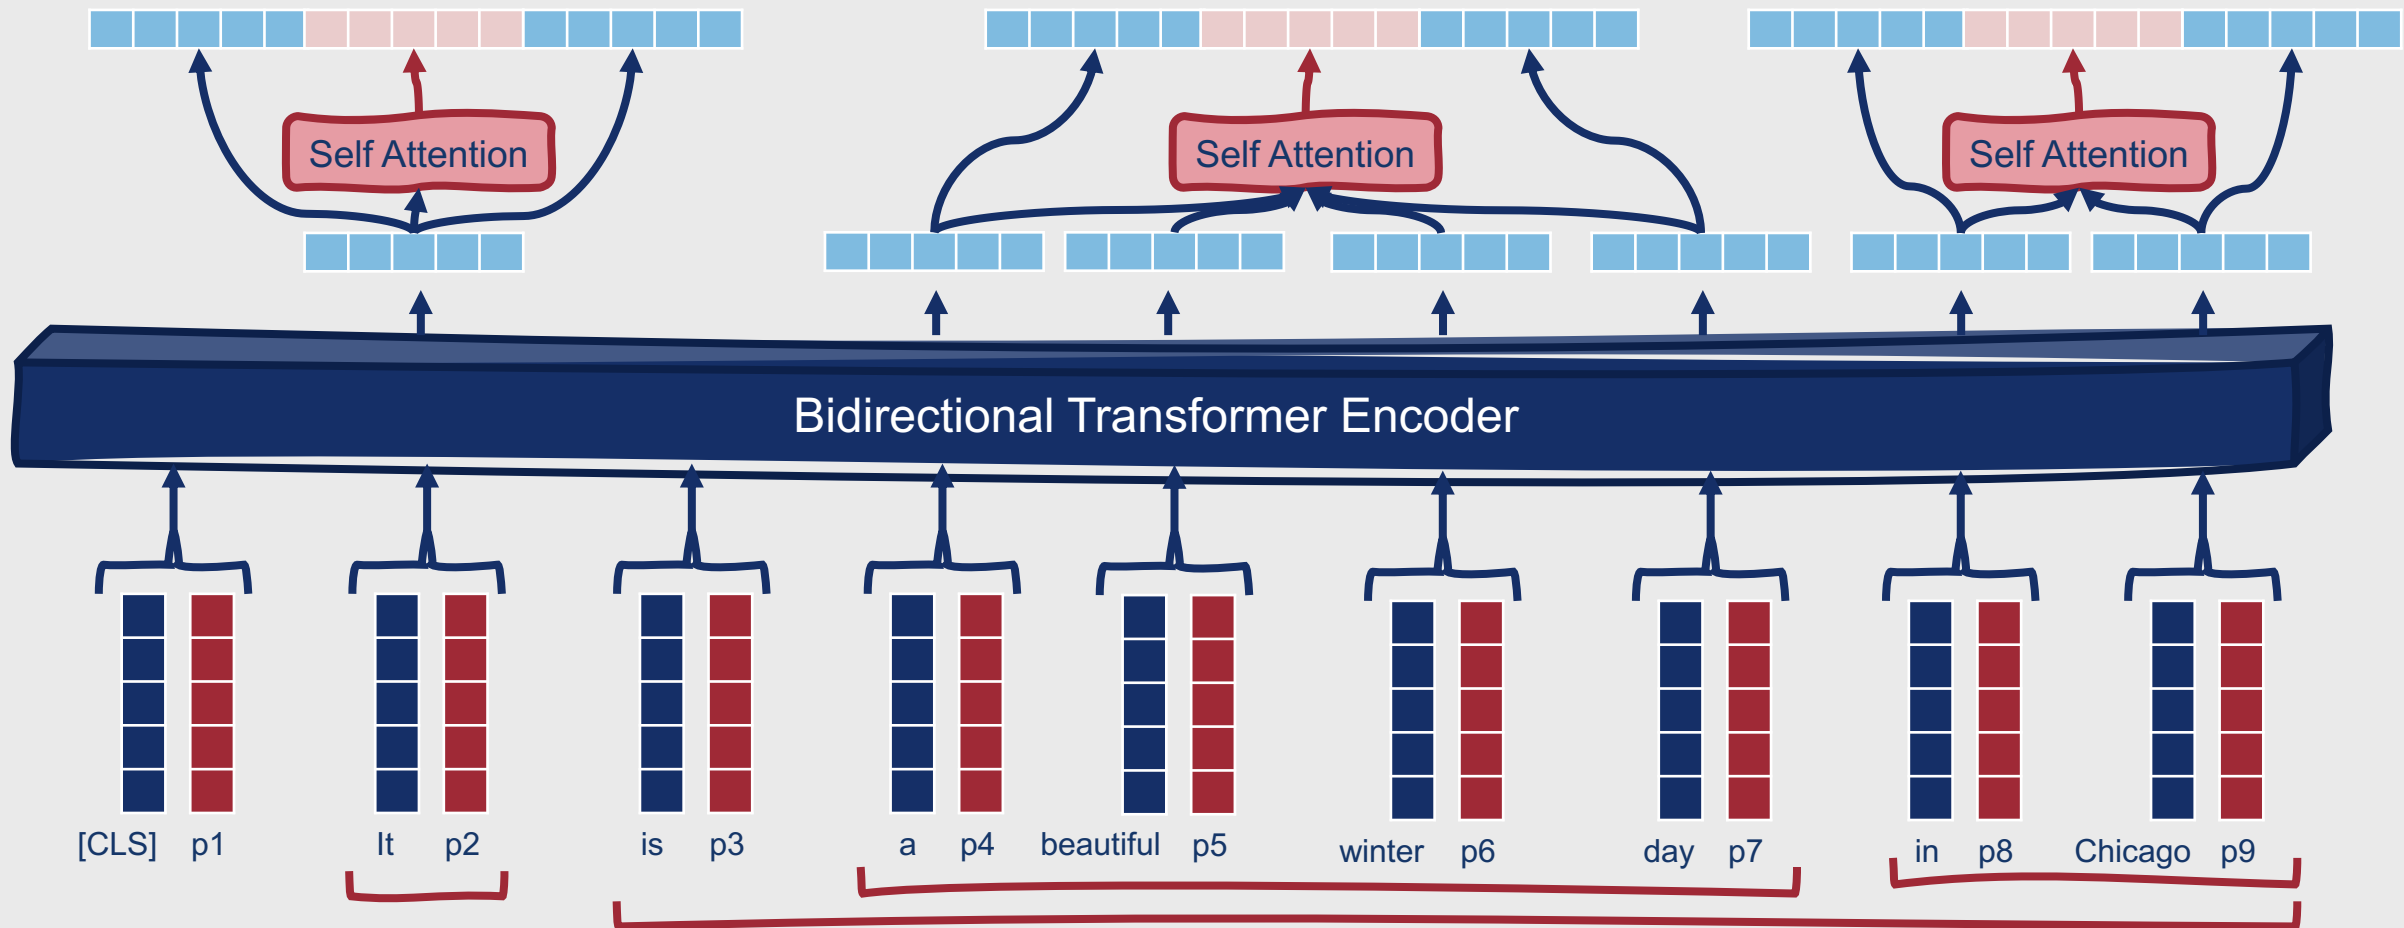 Self Attention Self Attention Self Attention
Bidirectional Transformer Encoder
[CLS] p1 It p2 is p3 a p4 beautiful p5 winter p6 day p7 in p8 Chicago p9